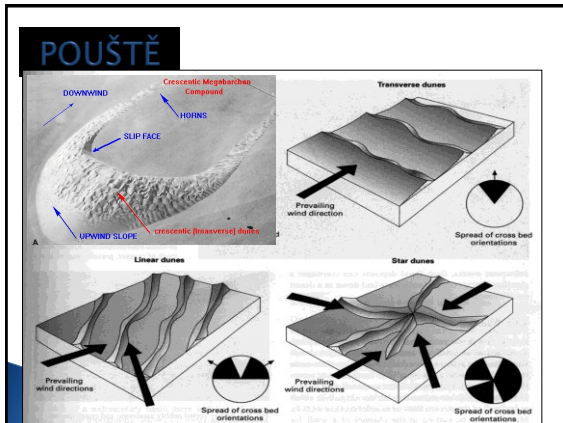 POUŠTĚ
Crescentic Megabarchan
Compound
DOWNWIND
HORNS
SLIP FACE
crescentic (transverse) dunes
UPWIND SLOPE
A
Transverse dunes
Prevailing
wind direction
Spread of cross bed
orientations
Linear dunes
Prevailing
wind directions
Spread of cross bed
orientations
Star dunes
Prevailing
wind directions
Spread of cross bed
orientations